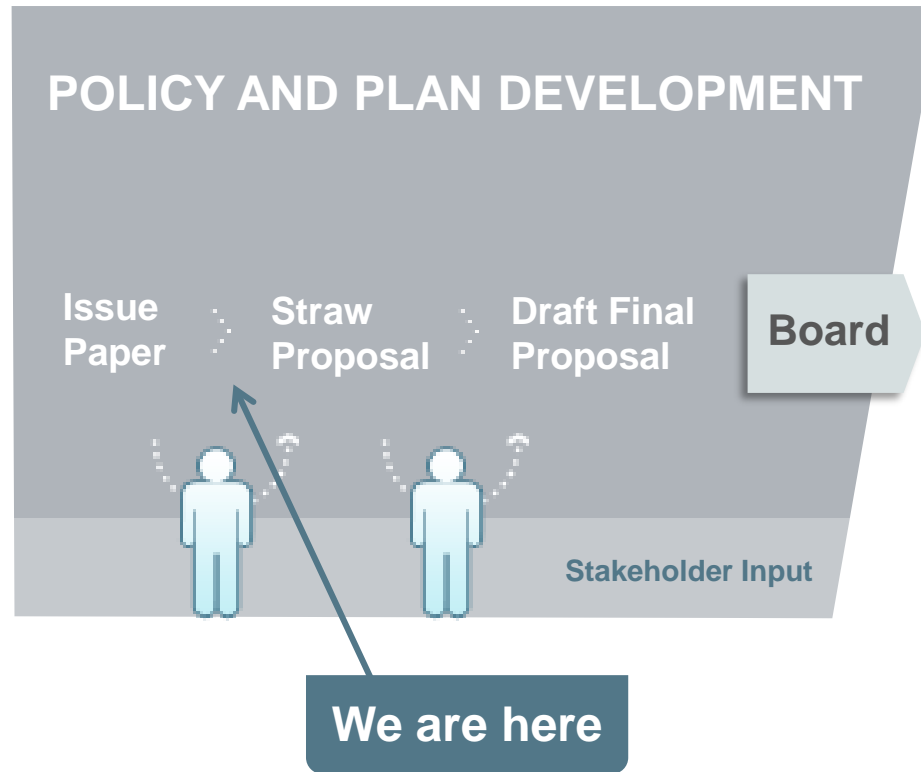 POLICY AND PLAN DEVELOPMENT
Issue
Paper
Straw
Proposal
Draft Final
Proposal
Board
Stakeholder Input
We are here